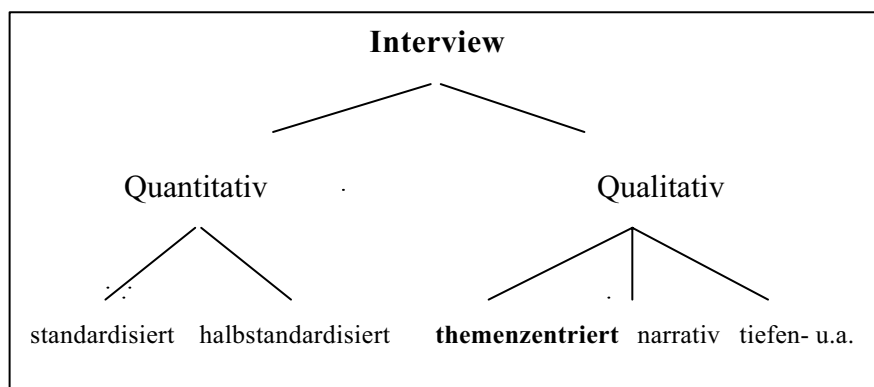 Interview
Quantitativ Qualitativ
standardisiert halbstandardisiert themenzentriert narrativ tiefen- u.a.